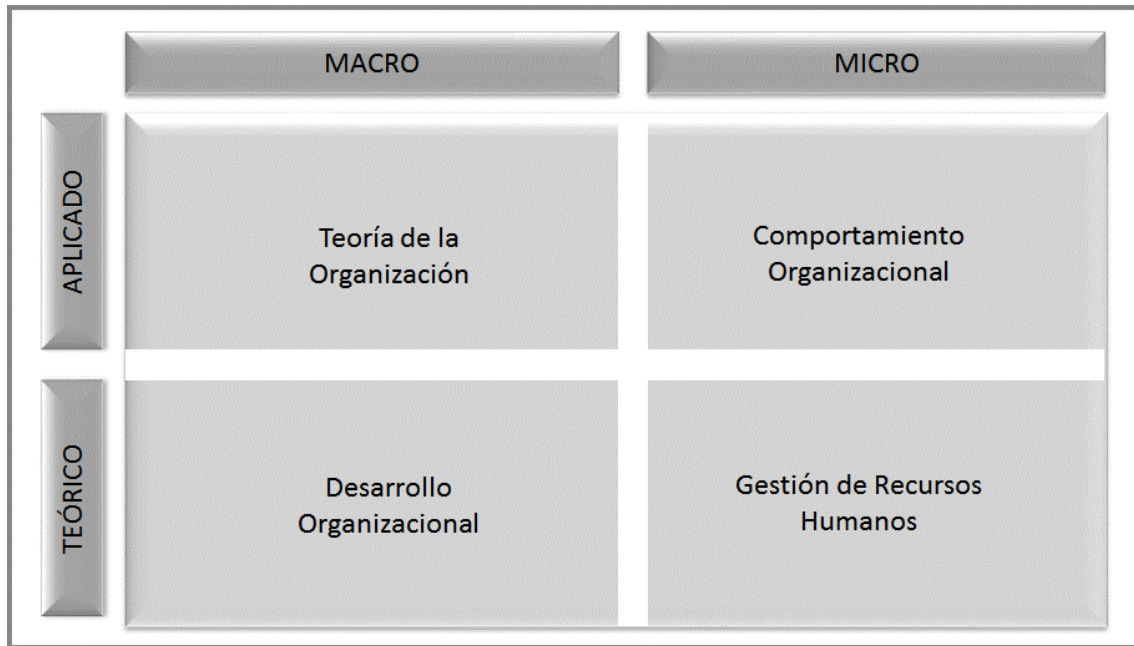 MACRO
MICRO
APLICADO
Teoría de la
Organización
Comportamiento
Organizacional
TEÓRICO
Desarrollo
Organizacional
Gestión de Recursos
Humanos